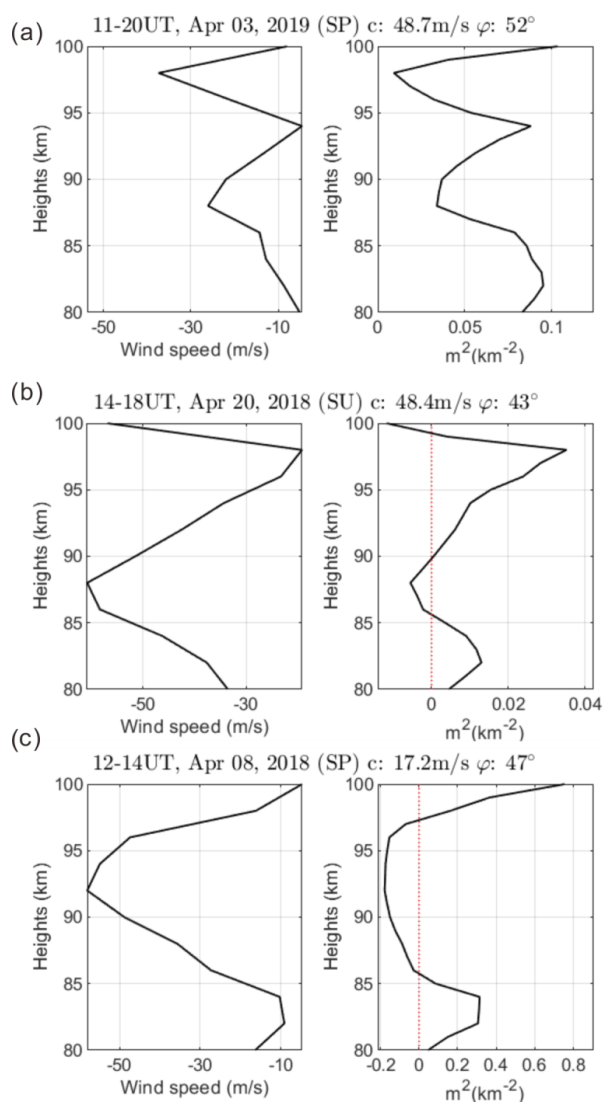 (a)
11-20UT, Apr 03, 2019 (SP) c: 48.7m/s φ: 52°
100
95
90
85
80
Heights (km)
-50 -30 -10
Wind speed (m/s)
100
95
90
85
80
Heights (km)
0 0.05 0.1
m²(km⁻²)
(b)
14-18UT, Apr 20, 2018 (SU) c: 48.4m/s φ: 43°
100
95
90
85
80
Heights (km)
-50 -30
Wind speed (m/s)
100
95
90
85
80
Heights (km)
0 0.02 0.04
m²(km⁻²)
(c)
12-14UT, Apr 08, 2018 (SP) c: 17.2m/s φ: 47°
100
95
90
85
80
Heights (km)
-50 -30 -10
Wind speed (m/s)
100
95
90
85
80
Heights (km)
-0.2 0 0.2 0.4 0.6 0.8
m²(km⁻²)